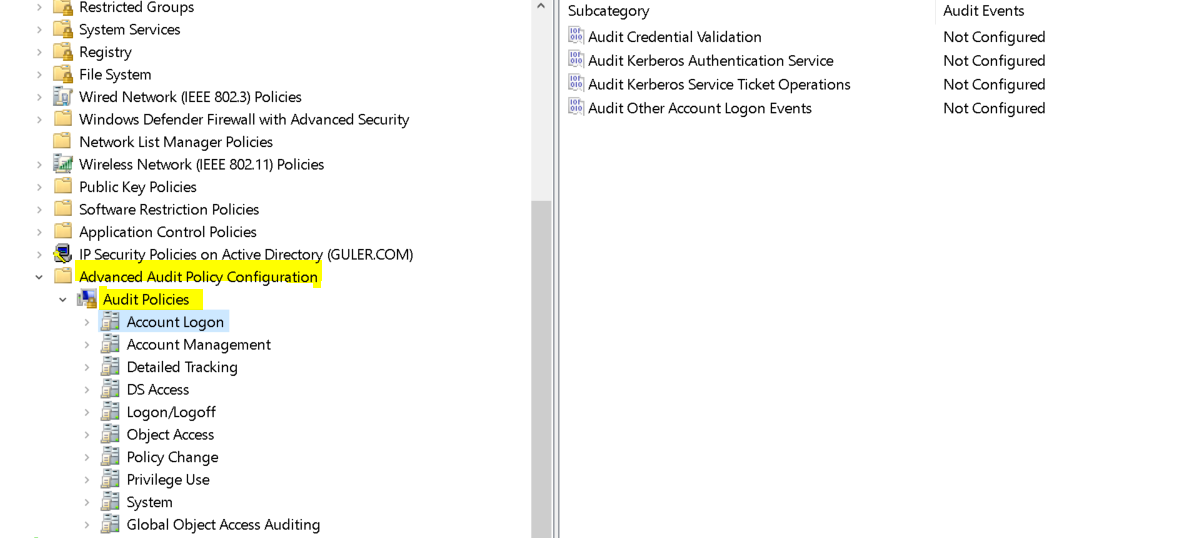 Restricted Groups
System Services
Registry
File System
Wired Network (IEEE 802.3) Policies
Windows Defender Firewall with Advanced Security
Network List Manager Policies
Wireless Network (IEEE 802.11) Policies
Public Key Policies
Software Restriction Policies
Application Control Policies
IP Security Policies on Active Directory (GULER.COM)
Advanced Audit Policy Configuration
Audit Policies
Account Logon
Account Management
Detailed Tracking
DS Access
Logon/Logoff
Object Access
Policy Change
Privilege Use
System
Global Object Access Auditing
Subcategory Audit Events
Audit Credential Validation Not Configured
Audit Kerberos Authentication Service Not Configured
Audit Kerberos Service Ticket Operations Not Configured
Audit Other Account Logon Events Not Configured